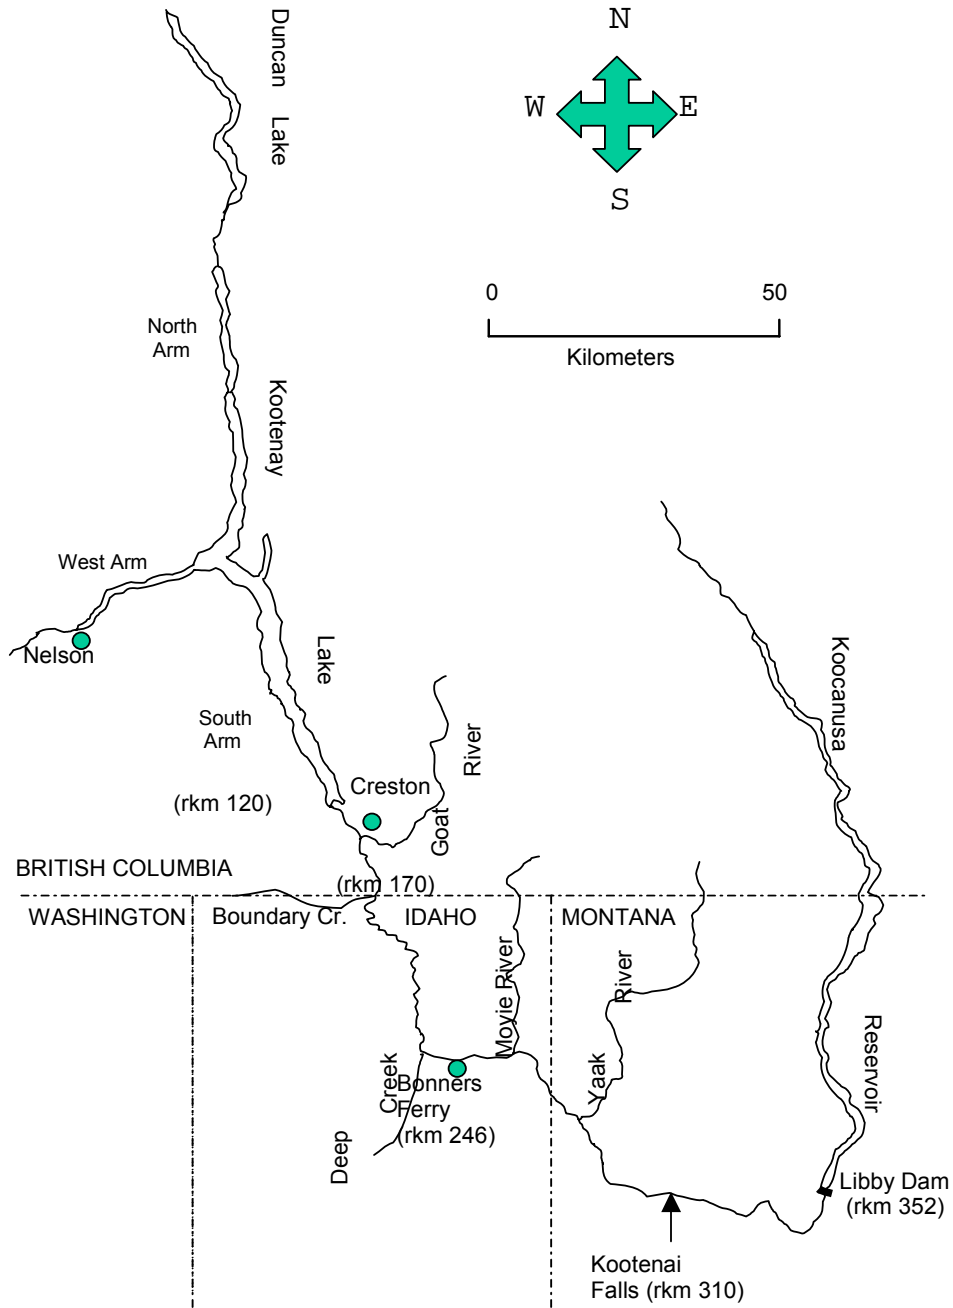 N
W
E
S
Duncan Lake
0
50
Kilometers
North
Arm
Kootenay
West Arm
Nelson
Lake
South
Arm
Koocanusa
River
Creston
(rkm 120)
Goat
BRITISH COLUMBIA
(rkm 170)
WASHINGTON
Boundary Cr.
IDAHO
MONTANA
Moyie River
River
Reservoir
Creek
Yaak
Bonners
Ferry
(rkm 246)
Deep
Libby Dam
(rkm 352)
Kootenai
Falls (rkm 310)